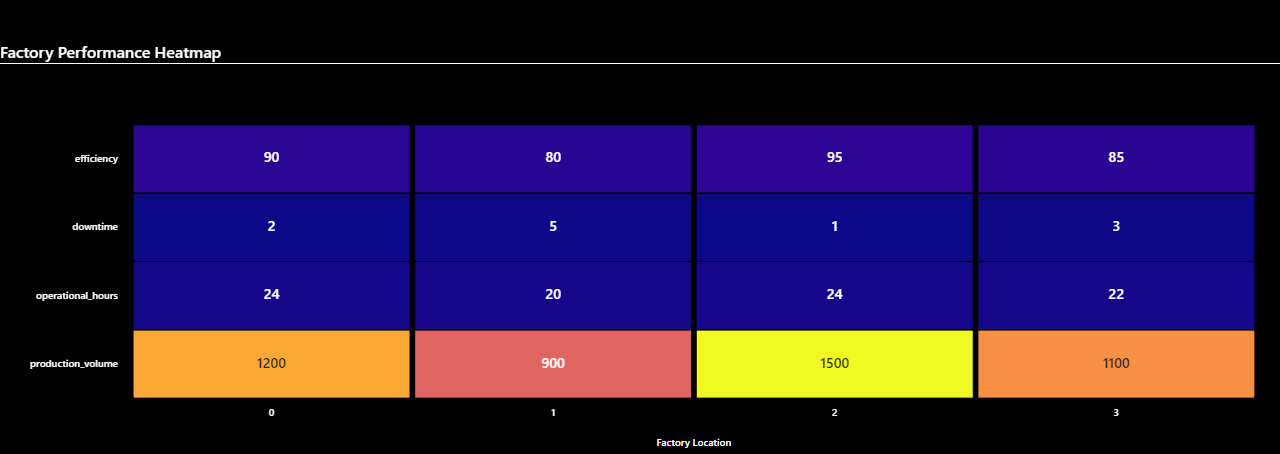 Factory Performance Heatmap
efficiency 90 80 95 85
downtime 2 5 1 3
operational_hours 24 20 24 22
production_volume 1200 900 1500 1100
0 1 2 3
Factory Location